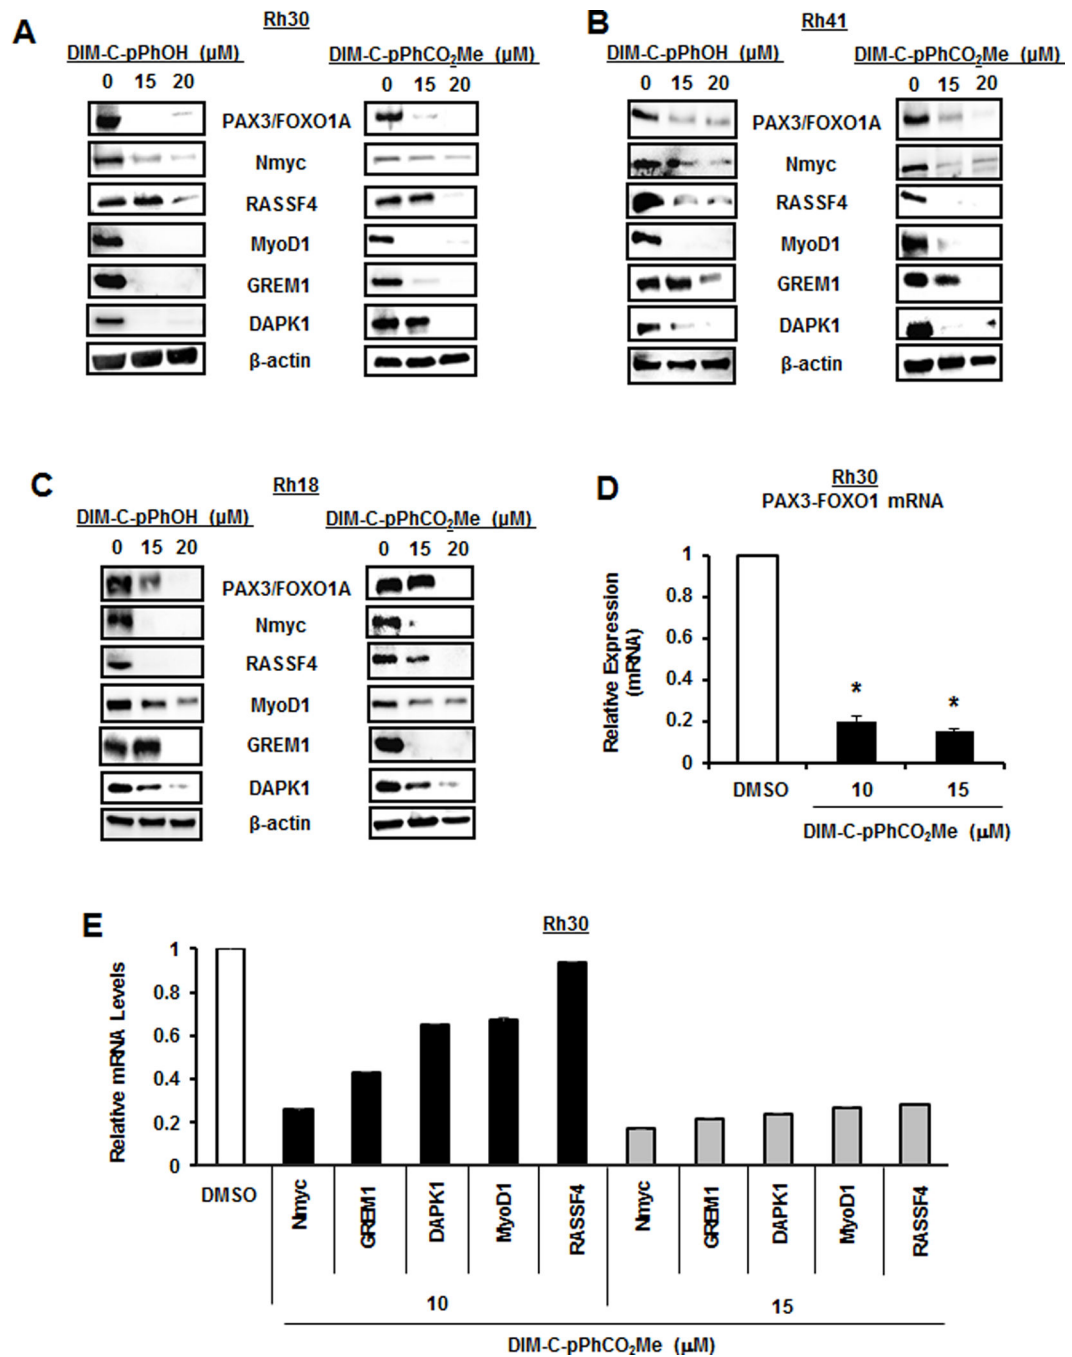 A
Rh30
DIM-C-pPhOH (µM)
DIM-C-pPhCO2Me (µM)
0 15 20
0 15 20
PAX3/FOXO1A
Nmyc
RASSF4
MyoD1
GREM1
DAPK1
β-actin
B
Rh41
DIM-C-pPhOH (µM)
DIM-C-pPhCO2Me (µM)
0 15 20
0 15 20
PAX3/FOXO1A
Nmyc
RASSF4
MyoD1
GREM1
DAPK1
β-actin
C
Rh18
DIM-C-pPhOH (µM)
DIM-C-pPhCO2Me (µM)
0 15 20
0 15 20
PAX3/FOXO1A
Nmyc
RASSF4
MyoD1
GREM1
DAPK1
β-actin
D
Rh30
PAX3-FOXO1 mRNA
Relative Expression
(mRNA)
1
0.8
0.6
0.4
0.2
0
* *
DMSO 10 15
DIM-C-pPhCO2Me (µM)
E
Rh30
Relative mRNA Levels
1
0.8
0.6
0.4
0.2
0
DMSO
Nmyc
GREM1
DAPK1
MyoD1
RASSF4
Nmyc
GREM1
DAPK1
MyoD1
RASSF4
10 15
DIM-C-pPhCO2Me (µM)